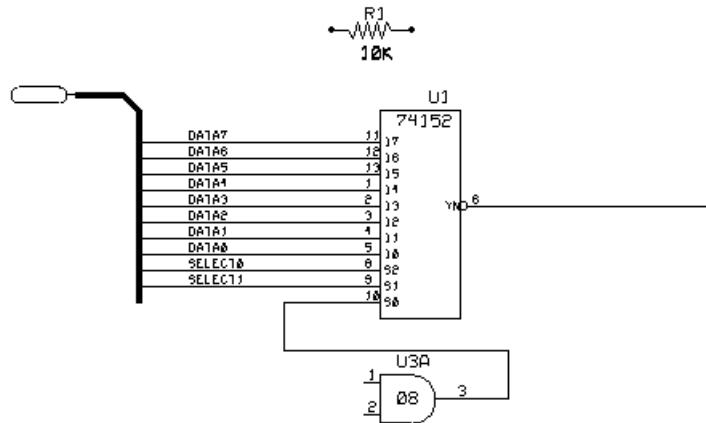 R1
10K
U1
74152
DATA7 11 I7
DATA6 12 I6
DATA5 13 I5
DATA4 1 I4
DATA3 2 I3
DATA2 3 I2
DATA1 4 I1
DATA0 5 I0
SELECT0 8 S2
SELECT1 9 S1
10 S0
YN 6
U3A
1
2
08
3